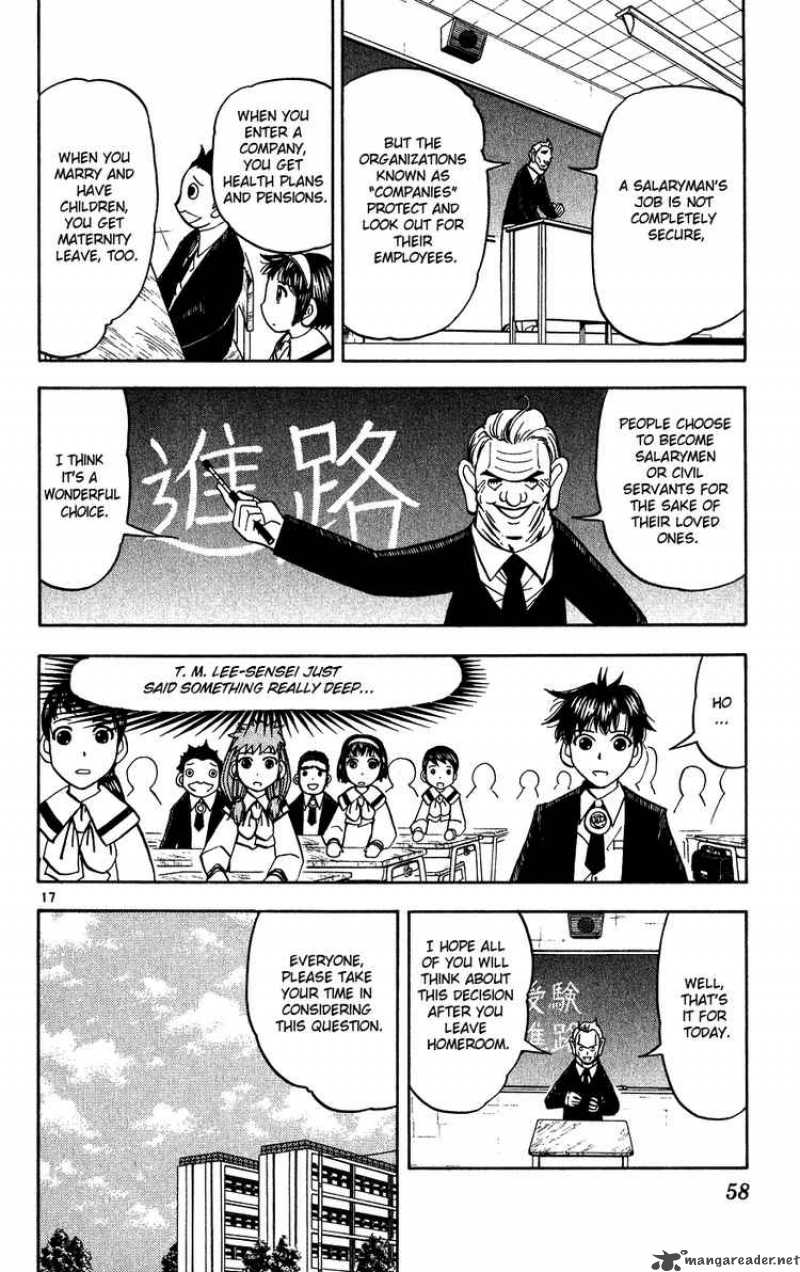 A SALARYMAN'S
JOB IS NOT
COMPLETELY
SECURE,
BUT THE
ORGANIZATIONS
KNOWN AS
"COMPANIES"
PROTECT AND
LOOK OUT FOR
THEIR
EMPLOYEES.
WHEN YOU
ENTER A
COMPANY,
YOU GET
HEALTH PLANS
AND PENSIONS.
WHEN YOU
MARRY AND
HAVE
CHILDREN,
YOU GET
MATERNITY
LEAVE, TOO.
PEOPLE CHOOSE
TO BECOME
SALARYMEN
OR CIVIL
SERVANTS FOR
THE SAKE OF
THEIR LOVED
ONES.
進路
I THINK
IT'S A
WONDERFUL
CHOICE.
HO
...
T. M. LEE-SENSEI JUST
SAID SOMETHING REALLY DEEP...
17
WELL,
THAT'S
IT FOR
TODAY.
受験
進路
I HOPE ALL
OF YOU WILL
THINK ABOUT
THIS DECISION
AFTER YOU
LEAVE
HOMEROOM.
EVERYONE,
PLEASE TAKE
YOUR TIME IN
CONSIDERING
THIS QUESTION.
58
mangareader.net